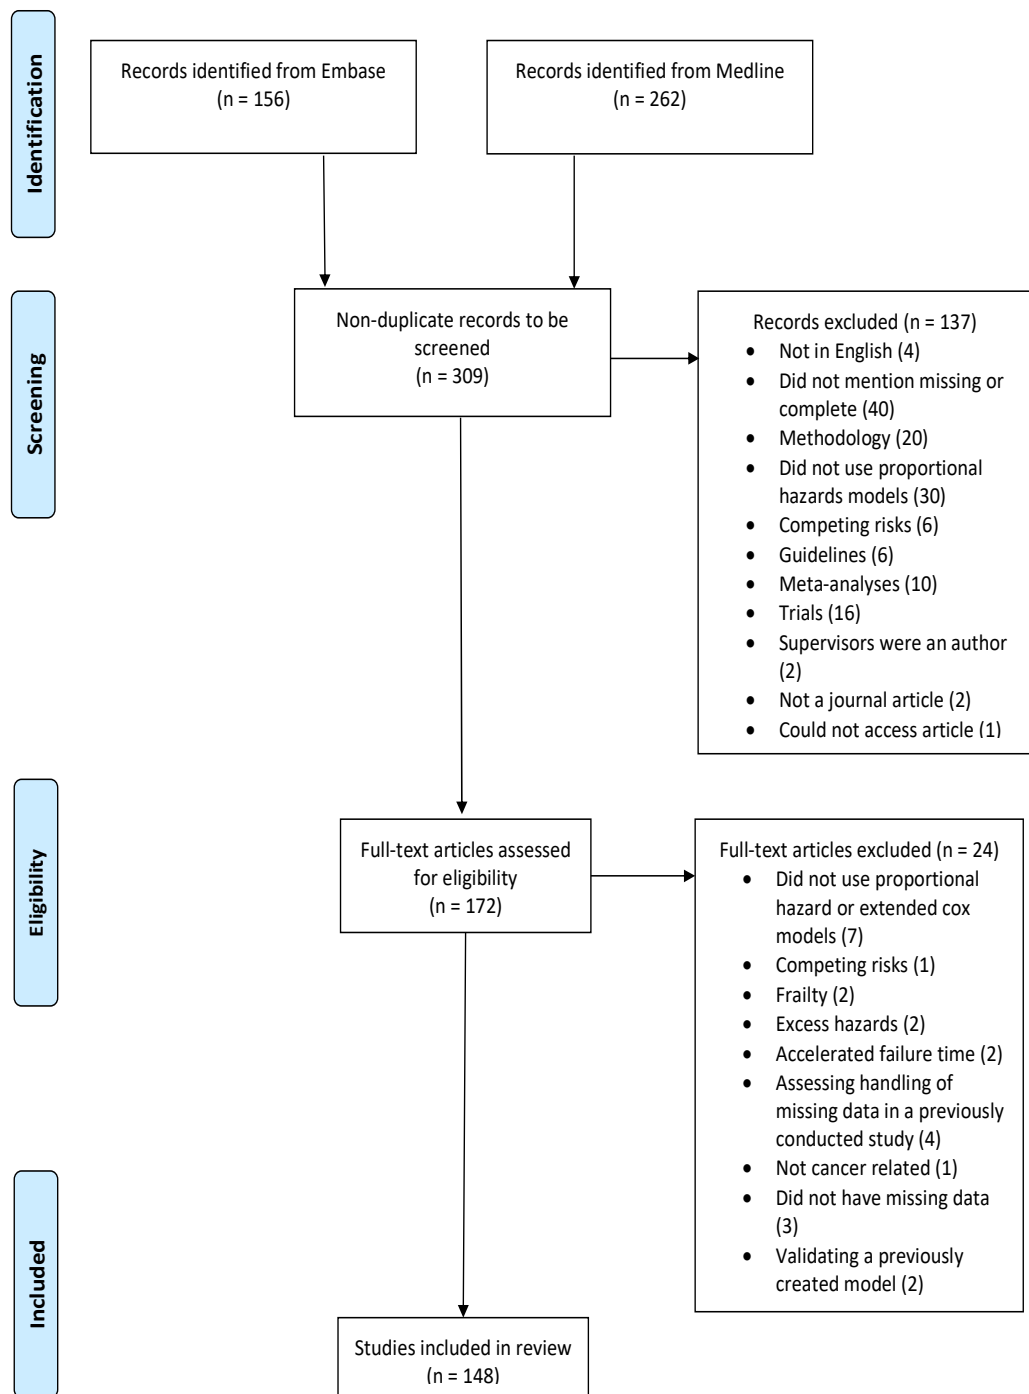 Identification
Records identified from Embase
(n = 156)
Records identified from Medline
(n = 262)
Screening
Non-duplicate records to be
screened
(n = 309)
Records excluded (n = 137)
• Not in English (4)
• Did not mention missing or
complete (40)
• Methodology (20)
• Did not use proportional
hazards models (30)
• Competing risks (6)
• Guidelines (6)
• Meta-analyses (10)
• Trials (16)
• Supervisors were an author
(2)
• Not a journal article (2)
• Could not access article (1)
Eligibility
Full-text articles assessed
for eligibility
(n = 172)
Full-text articles excluded (n = 24)
• Did not use proportional
hazard or extended cox
models (7)
• Competing risks (1)
• Frailty (2)
• Excess hazards (2)
• Accelerated failure time (2)
• Assessing handling of
missing data in a previously
conducted study (4)
• Not cancer related (1)
• Did not have missing data
(3)
• Validating a previously
created model (2)
Included
Studies included in review
(n = 148)